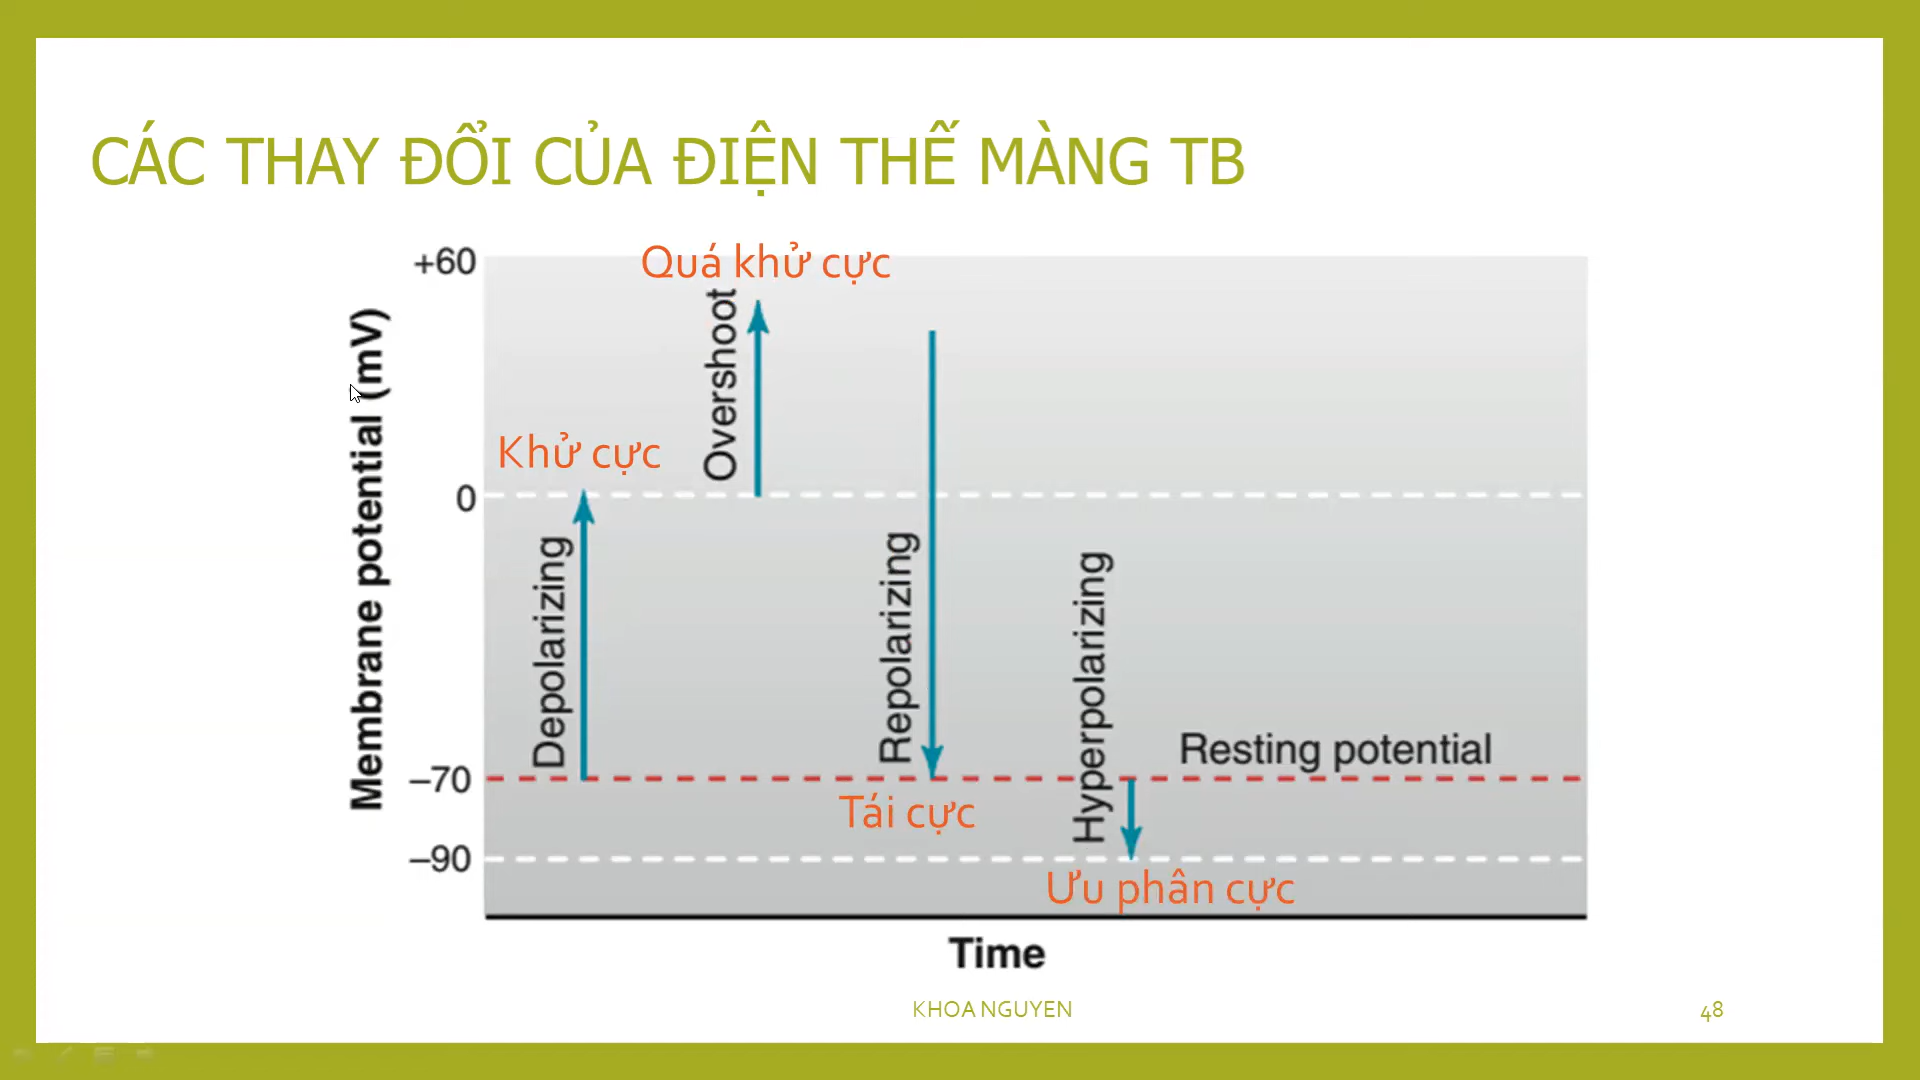 CÁC THAY ĐỔI CỦA ĐIỆN THẾ MÀNG TB
Membrane potential (mV)
+60
0
–70
–90
Khử cực
Depolarizing
Quá khử cực
Overshoot
Repolarizing
Tái cực
Hyperpolarizing
Ưu phân cực
Resting potential
Time
KHOA NGUYEN
48